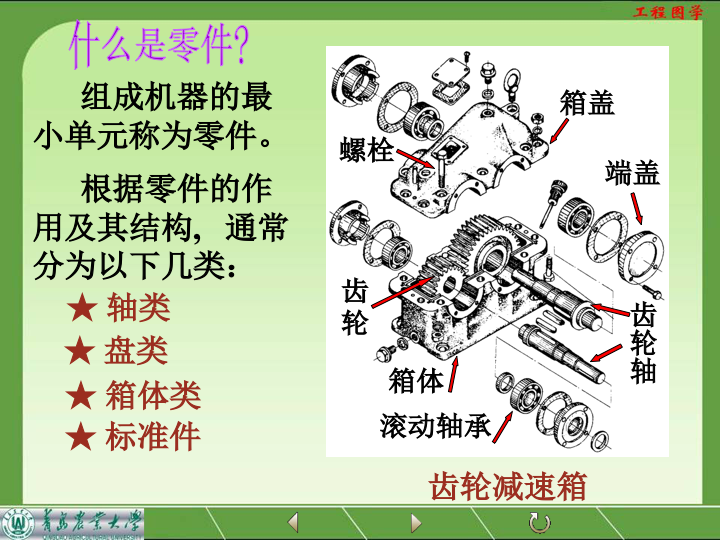 工程图学
什么是零件?
组成机器的最
小单元称为零件。
根据零件的作
用及其结构，通常
分为以下几类：
★ 轴类
★ 盘类
★ 箱体类
★ 标准件
箱盖
螺栓
端盖
齿
轮
齿
轮
轴
箱体
滚动轴承
齿轮减速箱
青岛农业大学